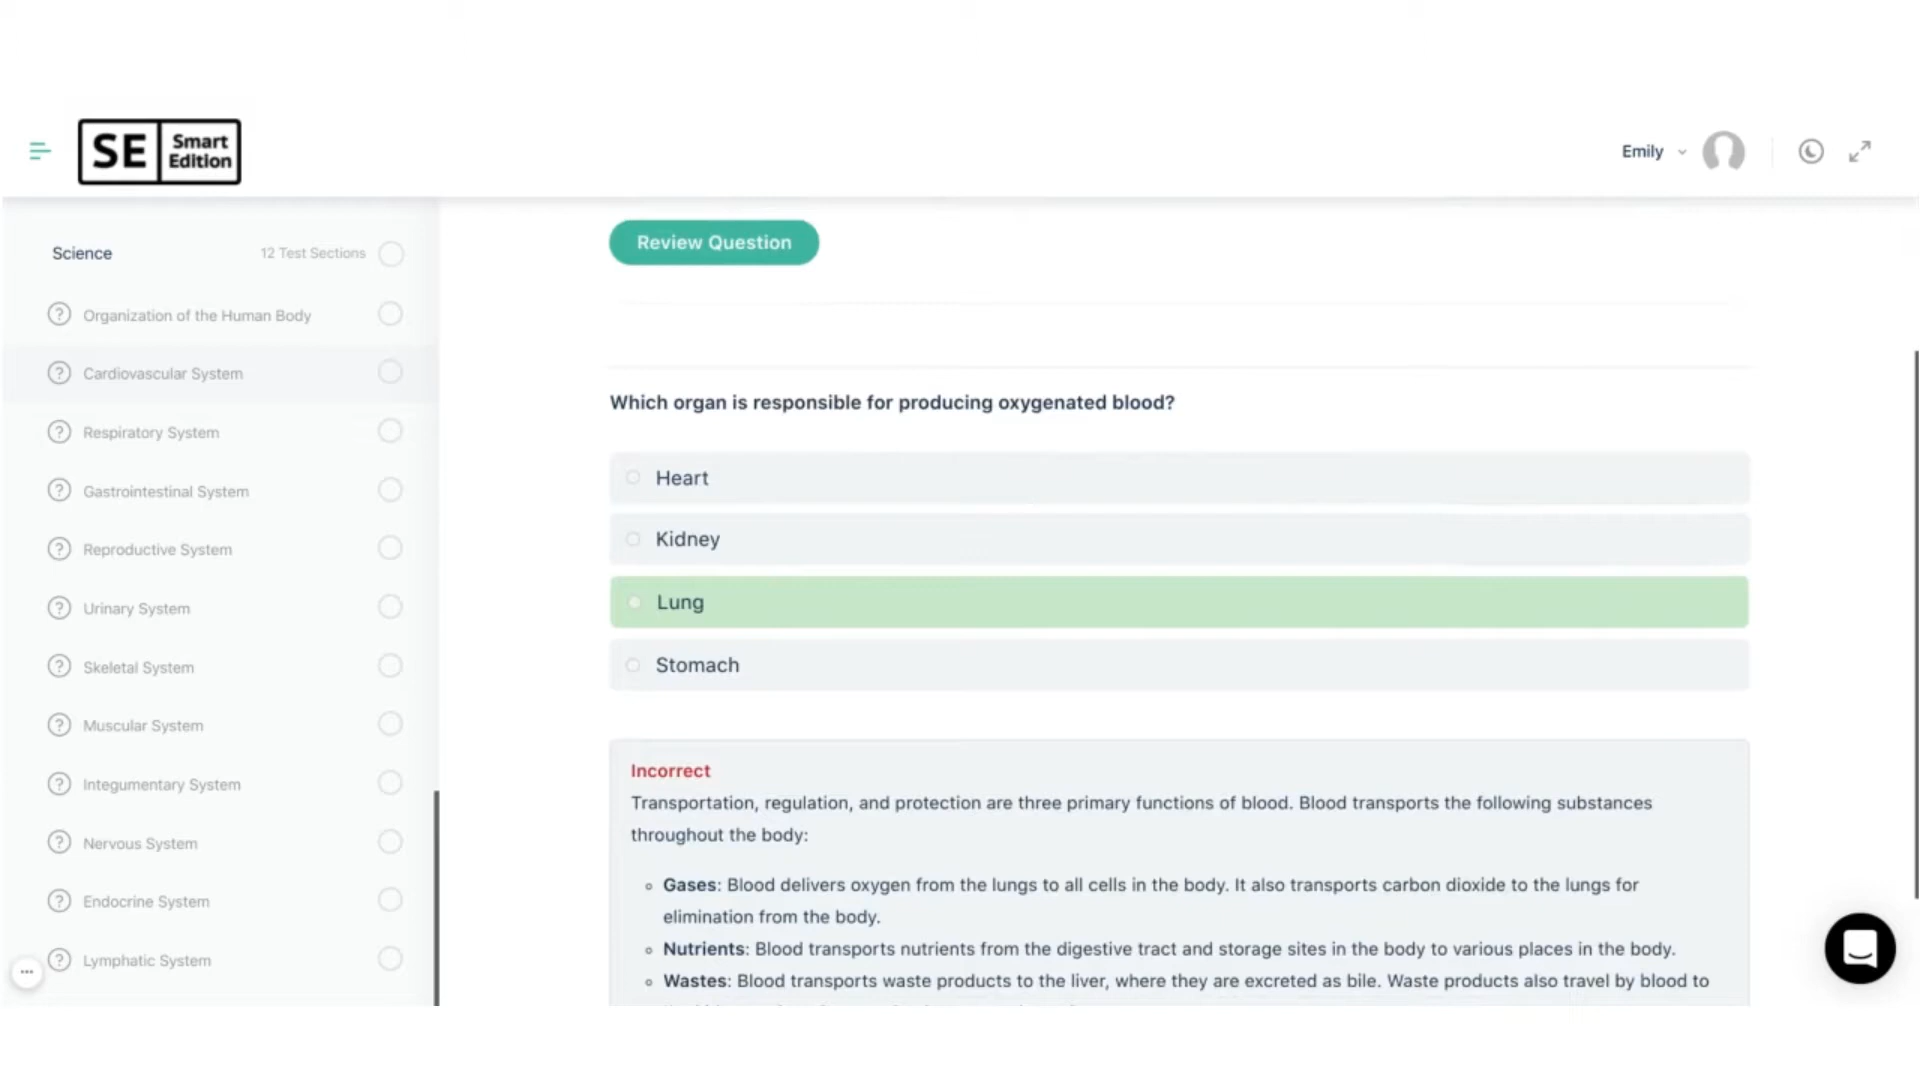 SE Smart Edition
Emily
Science 12 Test Sections
Organization of the Human Body
Cardiovascular System
Respiratory System
Gastrointestinal System
Reproductive System
Urinary System
Skeletal System
Muscular System
Integumentary System
Nervous System
Endocrine System
Lymphatic System
Review Question
Which organ is responsible for producing oxygenated blood?
Heart
Kidney
Lung
Stomach
Incorrect
Transportation, regulation, and protection are three primary functions of blood. Blood transports the following substances
throughout the body:
Gases: Blood delivers oxygen from the lungs to all cells in the body. It also transports carbon dioxide to the lungs for
elimination from the body.
Nutrients: Blood transports nutrients from the digestive tract and storage sites in the body to various places in the body.
Wastes: Blood transports waste products to the liver, where they are excreted as bile. Waste products also travel by blood to